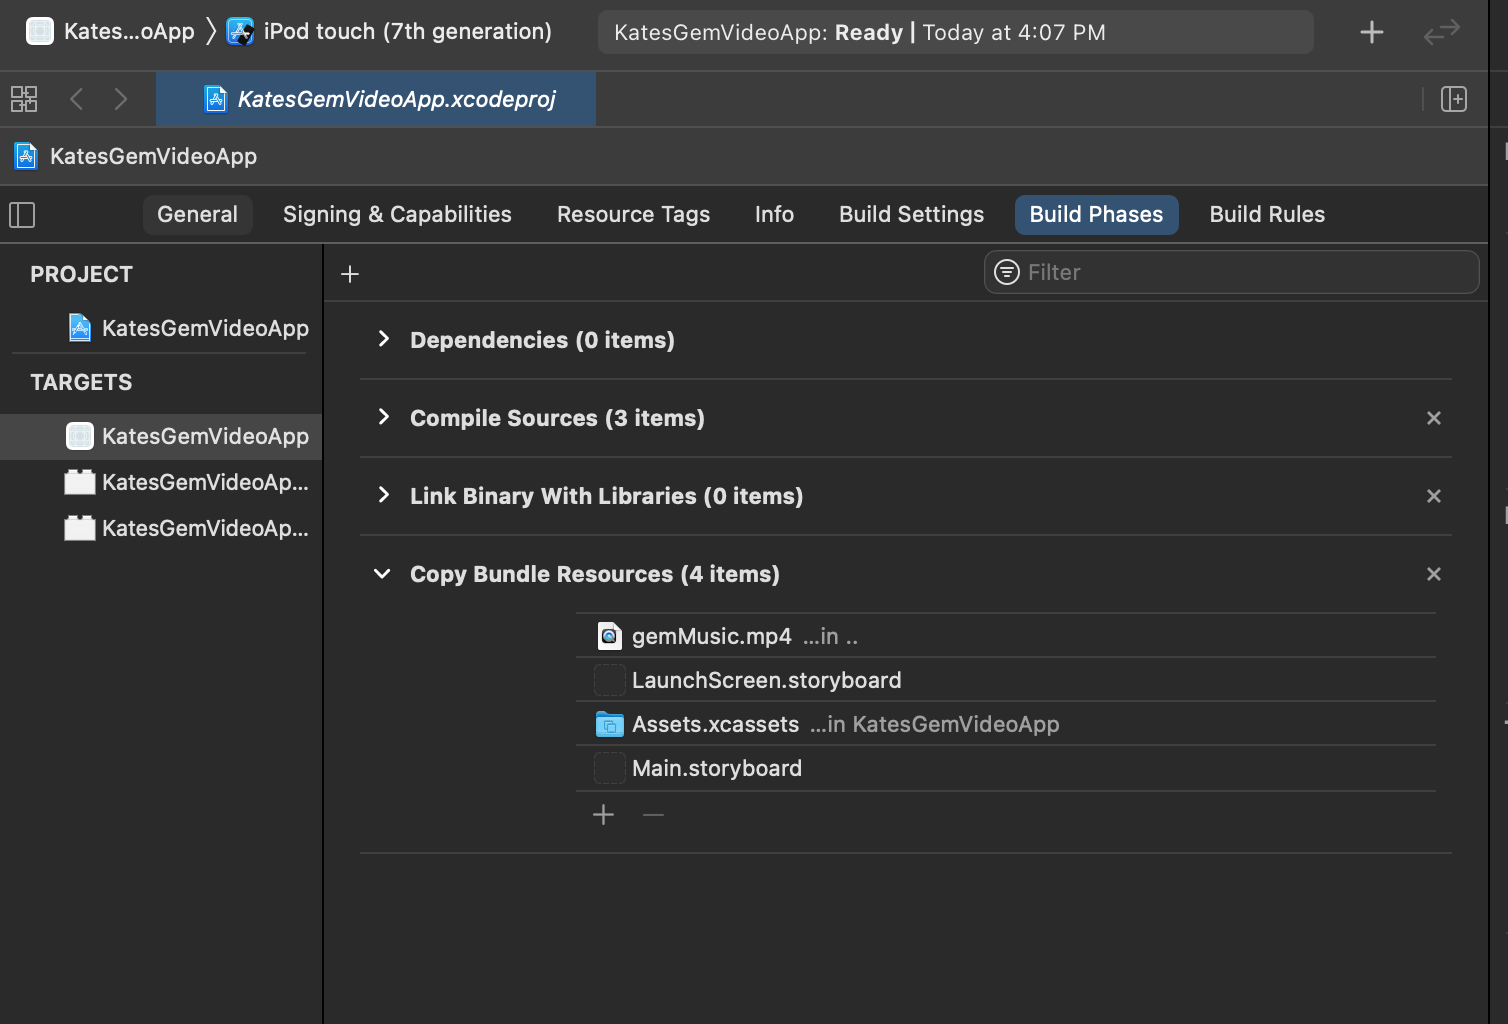 Kates...oApp
iPod touch (7th generation)
KatesGemVideoApp: Ready | Today at 4:07 PM
KatesGemVideoApp.xcodeproj
KatesGemVideoApp
General
Signing & Capabilities
Resource Tags
Info
Build Settings
Build Phases
Build Rules
PROJECT
KatesGemVideoApp
TARGETS
KatesGemVideoApp
KatesGemVideoAp...
KatesGemVideoAp...
Filter
Dependencies (0 items)
Compile Sources (3 items)
Link Binary With Libraries (0 items)
Copy Bundle Resources (4 items)
gemMusic.mp4 ...in ..
LaunchScreen.storyboard
Assets.xcassets ...in KatesGemVideoApp
Main.storyboard